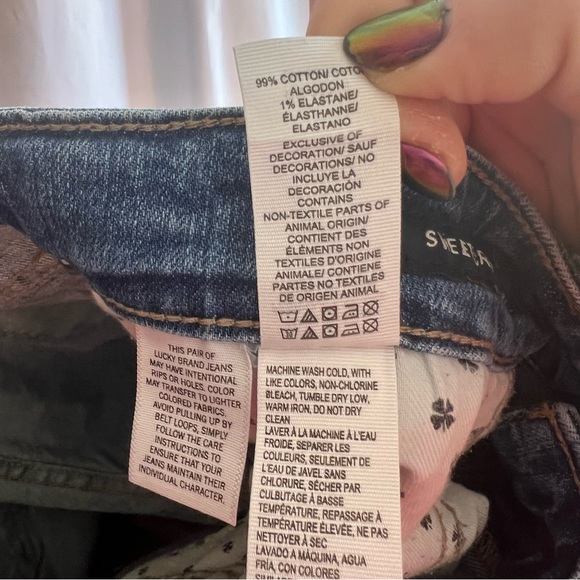 99% COTTON/ COTO
ALGODON
1% ELASTANE/
ÉLASTHANNE/
ELASTANO
EXCLUSIVE OF
DECORATION/ SAUF
DECORATIONS/ NO
INCLUYE LA
DECORACIÓN
CONTAINS
NON-TEXTILE PARTS OF
ANIMAL ORIGIN/
CONTIENT DES
ÉLÉMENTS NON
TEXTILES D'ORIGINE
ANIMALE/ CONTIENE
PARTES NO TEXTILES
DE ORIGEN ANIMAL
THIS PAIR OF
LUCKY BRAND JEANS
MAY HAVE INTENTIONAL
RIPS OR HOLES. COLOR
MAY TRANSFER TO LIGHTER
COLORED FABRICS.
AVOID PULLING UP BY
BELT LOOPS, SIMPLY
FOLLOW THE CARE
INSTRUCTIONS TO
ENSURE THAT YOUR
JEANS MAINTAIN THEIR
INDIVIDUAL CHARACTER.
MACHINE WASH COLD, WITH
LIKE COLORS, NON-CHLORINE
BLEACH, TUMBLE DRY LOW,
WARM IRON, DO NOT DRY
CLEAN
LAVER À LA MACHINE À L'EAU
FROIDE, SEPARER LES
COULEURS, SEULEMENT DE
L'EAU DE JAVEL SANS
CHLORURE, SÉCHER PAR
CULBUTAGE À BASSE
TEMPÉRATURE, REPASSAGE À
TEMPÉRATURE ÉLEVÉE, NE PAS
NETTOYER À SEC
LAVADO A MÁQUINA, AGUA
FRÍA, CON COLORES